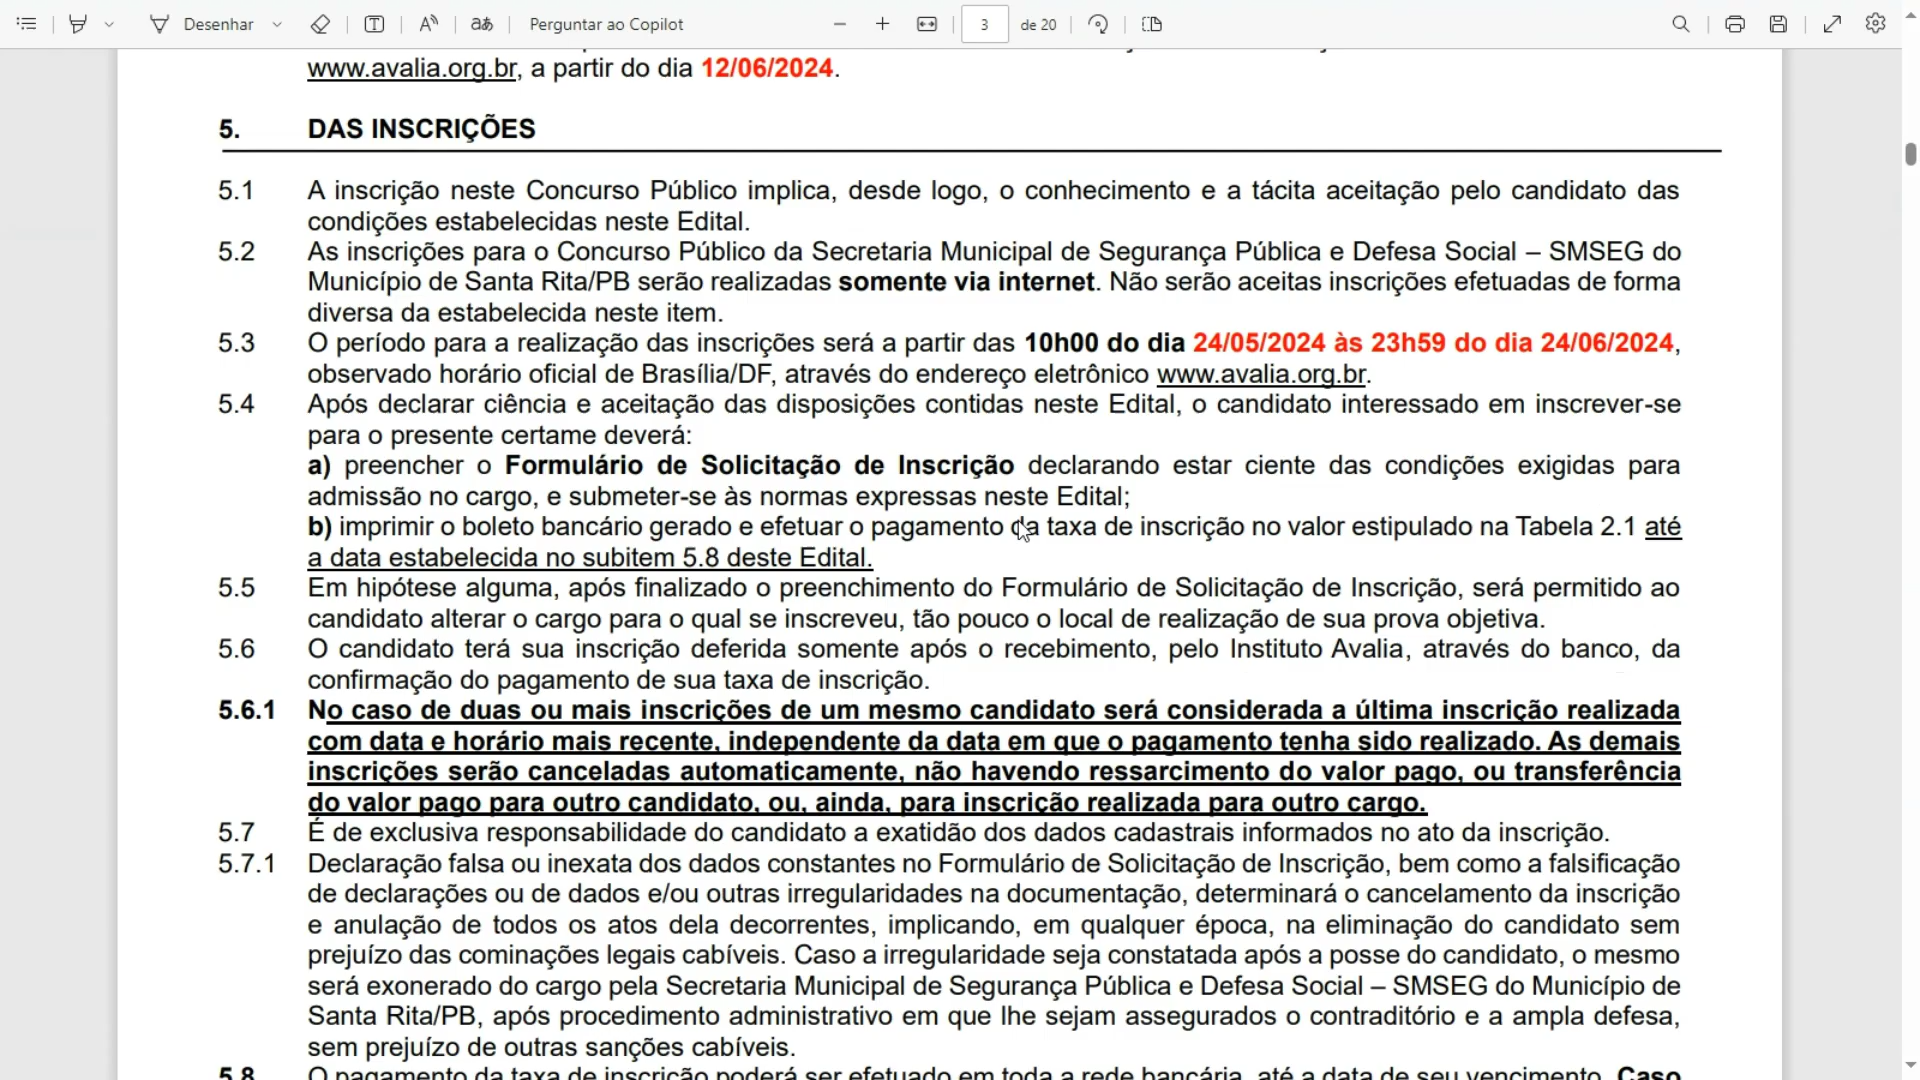 Desenhar
Perguntar ao Copilot
3
de 20
www.avalia.org.br, a partir do dia 12/06/2024.
5. DAS INSCRIÇÕES
5.1 A inscrição neste Concurso Público implica, desde logo, o conhecimento e a tácita aceitação pelo candidato das
condições estabelecidas neste Edital.
5.2 As inscrições para o Concurso Público da Secretaria Municipal de Segurança Pública e Defesa Social – SMSEG do
Município de Santa Rita/PB serão realizadas somente via internet. Não serão aceitas inscrições efetuadas de forma
diversa da estabelecida neste item.
5.3 O período para a realização das inscrições será a partir das 10h00 do dia 24/05/2024 às 23h59 do dia 24/06/2024,
observado horário oficial de Brasília/DF, através do endereço eletrônico www.avalia.org.br.
5.4 Após declarar ciência e aceitação das disposições contidas neste Edital, o candidato interessado em inscrever-se
para o presente certame deverá:
a) preencher o Formulário de Solicitação de Inscrição declarando estar ciente das condições exigidas para
admissão no cargo, e submeter-se às normas expressas neste Edital;
b) imprimir o boleto bancário gerado e efetuar o pagamento da taxa de inscrição no valor estipulado na Tabela 2.1 até
a data estabelecida no subitem 5.8 deste Edital.
5.5 Em hipótese alguma, após finalizado o preenchimento do Formulário de Solicitação de Inscrição, será permitido ao
candidato alterar o cargo para o qual se inscreveu, tão pouco o local de realização de sua prova objetiva.
5.6 O candidato terá sua inscrição deferida somente após o recebimento, pelo Instituto Avalia, através do banco, da
confirmação do pagamento de sua taxa de inscrição.
5.6.1 No caso de duas ou mais inscrições de um mesmo candidato será considerada a última inscrição realizada
com data e horário mais recente, independente da data em que o pagamento tenha sido realizado. As demais
inscrições serão canceladas automaticamente, não havendo ressarcimento do valor pago, ou transferência
do valor pago para outro candidato, ou, ainda, para inscrição realizada para outro cargo.
5.7 É de exclusiva responsabilidade do candidato a exatidão dos dados cadastrais informados no ato da inscrição.
5.7.1 Declaração falsa ou inexata dos dados constantes no Formulário de Solicitação de Inscrição, bem como a falsificação
de declarações ou de dados e/ou outras irregularidades na documentação, determinará o cancelamento da inscrição
e anulação de todos os atos dela decorrentes, implicando, em qualquer época, na eliminação do candidato sem
prejuízo das cominações legais cabíveis. Caso a irregularidade seja constatada após a posse do candidato, o mesmo
será exonerado do cargo pela Secretaria Municipal de Segurança Pública e Defesa Social – SMSEG do Município de
Santa Rita/PB, após procedimento administrativo em que lhe sejam assegurados o contraditório e a ampla defesa,
sem prejuízo de outras sanções cabíveis.
5.8 O pagamento da taxa de inscrição poderá ser efetuado em toda a rede bancária, até a data de seu vencimento. Caso